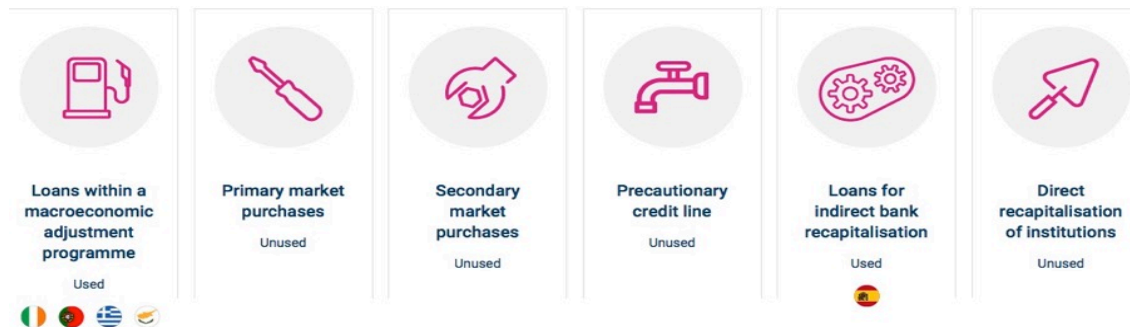 Loans within a
macroeconomic
adjustment
programme
Used
Primary market
purchases
Unused
Secondary
market
purchases
Unused
Precautionary
credit line
Unused
Loans for
indirect bank
recapitalisation
Used
Direct
recapitalisation
of institutions
Unused